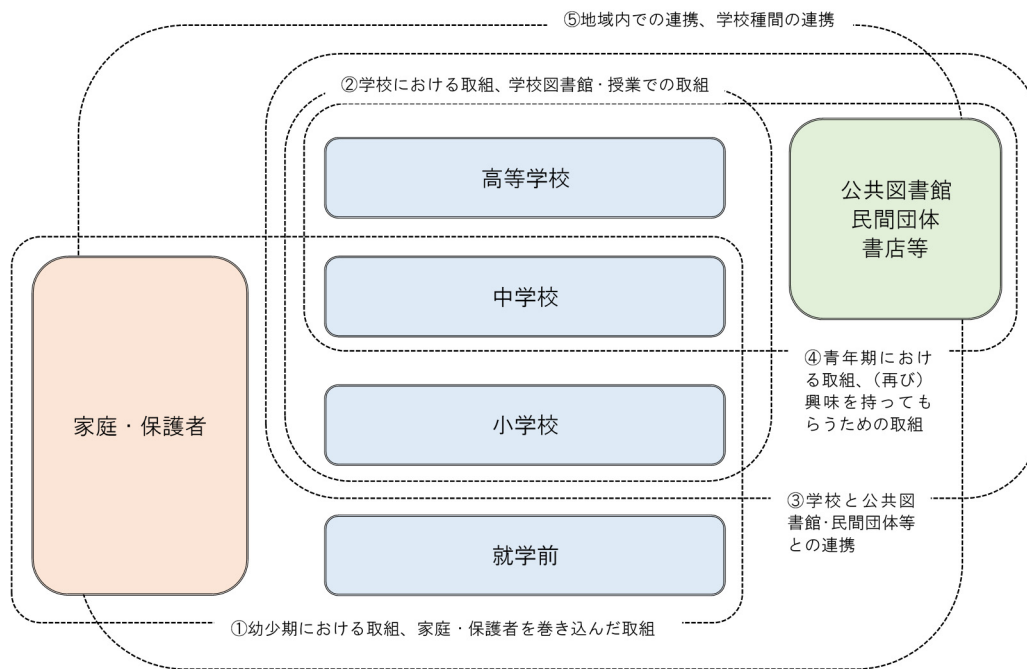 ⑤地域内での連携、学校種間の連携
②学校における取組、学校図書館・授業での取組
高等学校
公共図書館
民間団体
書店等
中学校
④青年期におけ
る取組、（再び）
興味を持っても
らうための取組
家庭・保護者
小学校
③学校と公共図
書館・民間団体等
との連携
就学前
①幼少期における取組、家庭・保護者を巻き込んだ取組